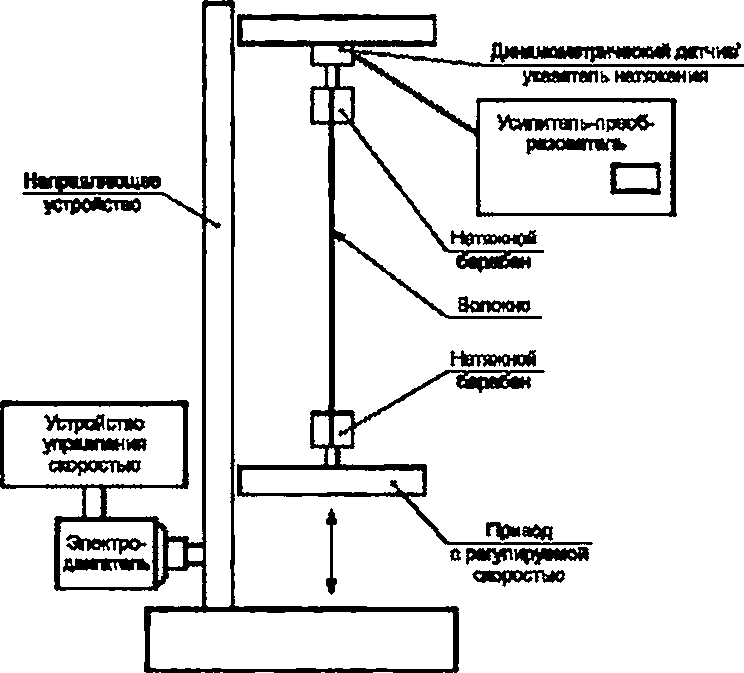 Динамометрический датчик/
указатель натяжения
Усилитель-преоб-
разователь
Направляющее
устройство
Натяжной
барабан
Волокно
Натяжной
барабан
Устройство
управления
скоростью
Электро-
двигатель
Привод
с регулируемой
скоростью